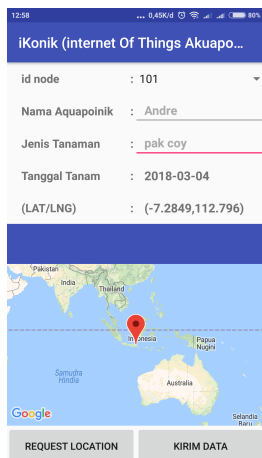 12:58 ... 0,45K/d 80%
iKonik (internet Of Things Akuapo...
id node : 101
Nama Aquapoinik : Andre
Jenis Tanaman : pak coy
Tanggal Tanam : 2018-03-04
(LAT/LNG) : (-7.2849,112.796)
Pakistan
India
Thailand
Indonesia
Papua
Nugini
Samudra
Hindia
Australia
Google
Selandia
Baru
REQUEST LOCATION KIRIM DATA